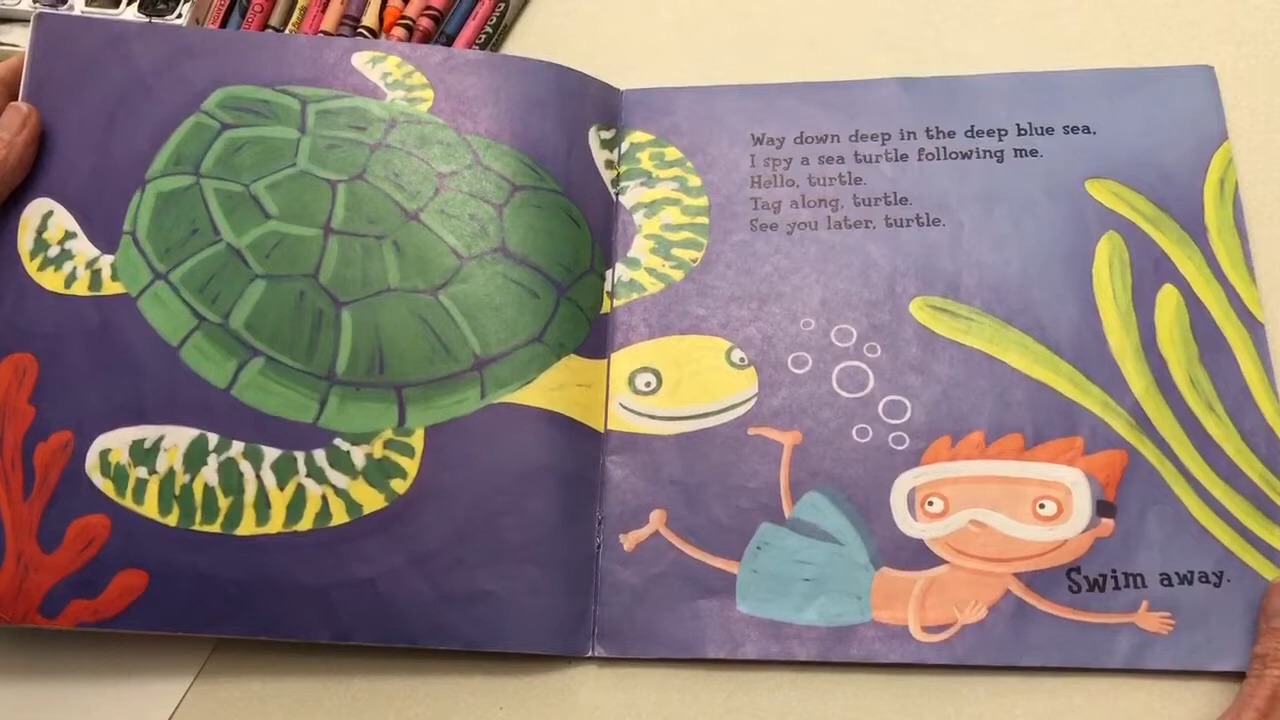 Way down deep in the deep blue sea,
I spy a sea turtle following me.
Hello, turtle.
Tag along, turtle.
See you later, turtle.
Swim away.